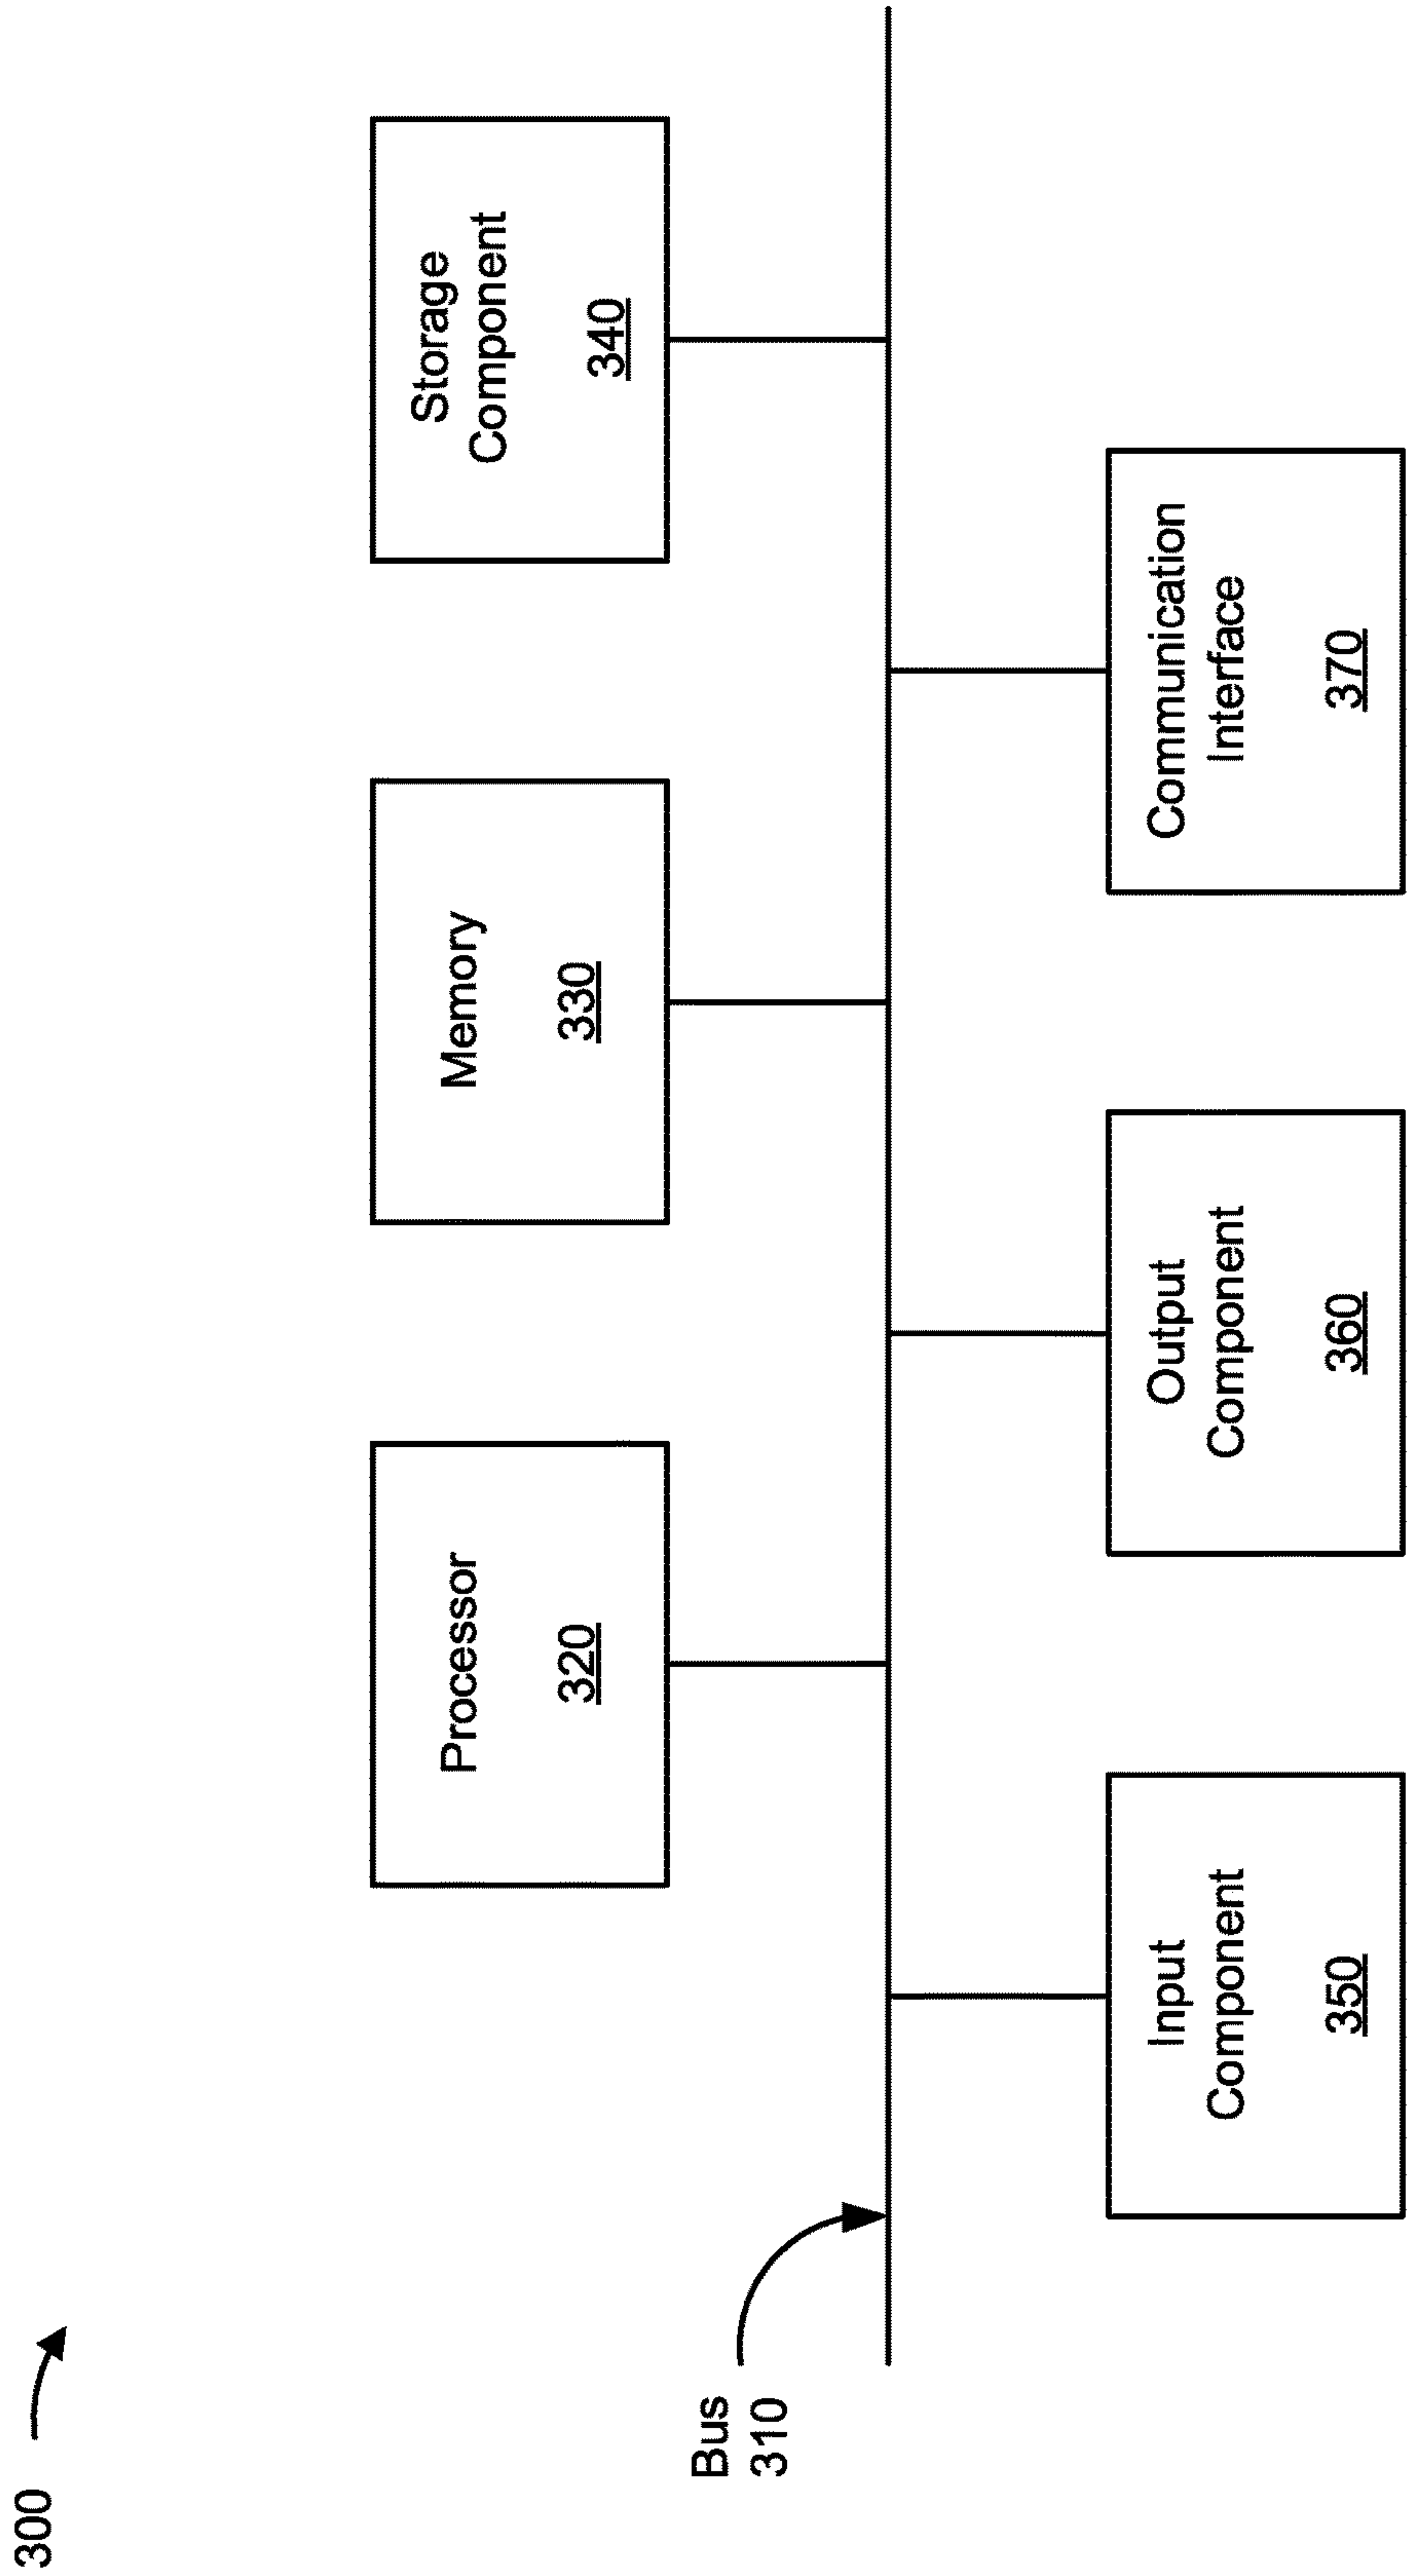 300
Processor
320
Memory
330
Storage
Component
340
Bus
310
Input
Component
350
Output
Component
360
Communication
Interface
370